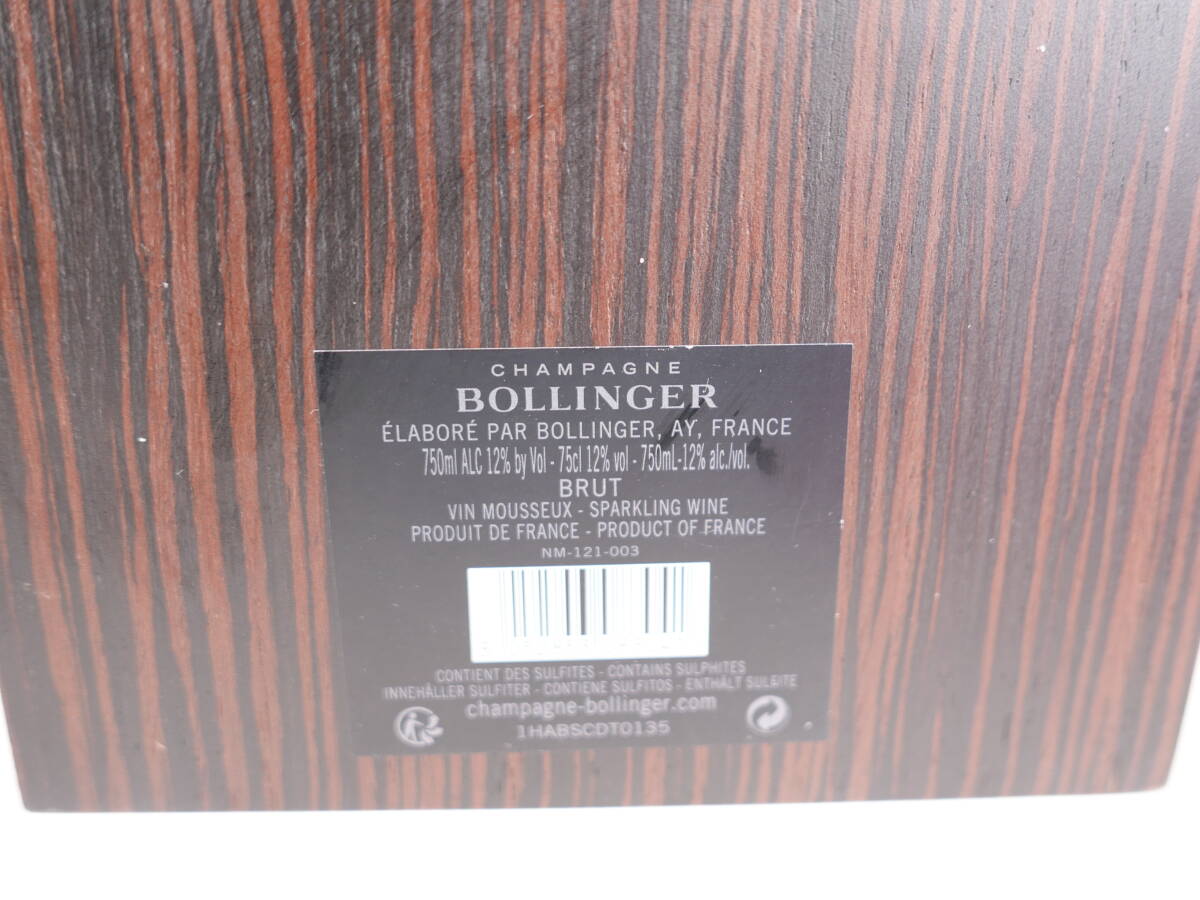 CHAMPAGNE
BOLLINGER
ÉLABORÉ PAR BOLLINGER, AY, FRANCE
750ml ALC 12% by Vol - 75cl 12% vol - 750mL-12% alc./vol.
BRUT
VIN MOUSSEUX - SPARKLING WINE
PRODUIT DE FRANCE - PRODUCT OF FRANCE
NM-121-003
CONTIENT DES SULFITES - CONTAINS SULPHITES
INNEHÅLLER SULFITER - CONTIENE SULFITOS - ENTHÄLT SULFITE
champagne-bollinger.com
1HABSCDT0135